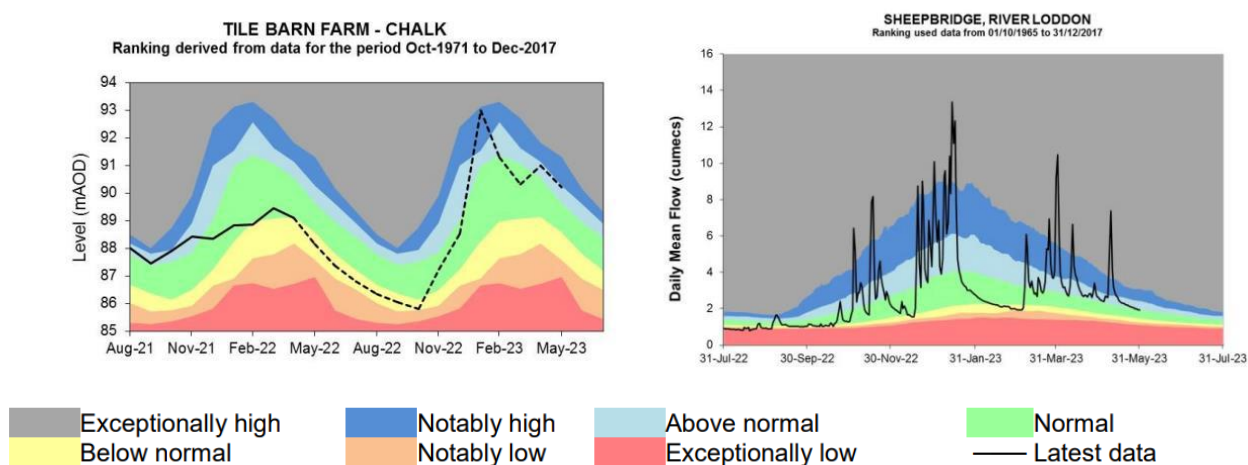 TILE BARN FARM - CHALK
Ranking derived from data for the period Oct-1971 to Dec-2017
Level (mAOD)
94
93
92
91
90
89
88
87
86
85
Aug-21 Nov-21 Feb-22 May-22 Aug-22 Nov-22 Feb-23 May-23
SHEEPBRIDGE, RIVER LODDON
Ranking used data from 01/10/1965 to 31/12/2017
Daily Mean Flow (cumecs)
16
14
12
10
8
6
4
2
0
31-Jul-22 30-Sep-22 30-Nov-22 31-Jan-23 31-Mar-23 31-May-23 31-Jul-23
Exceptionally high Notably high Above normal Normal
Below normal Notably low Exceptionally low Latest data